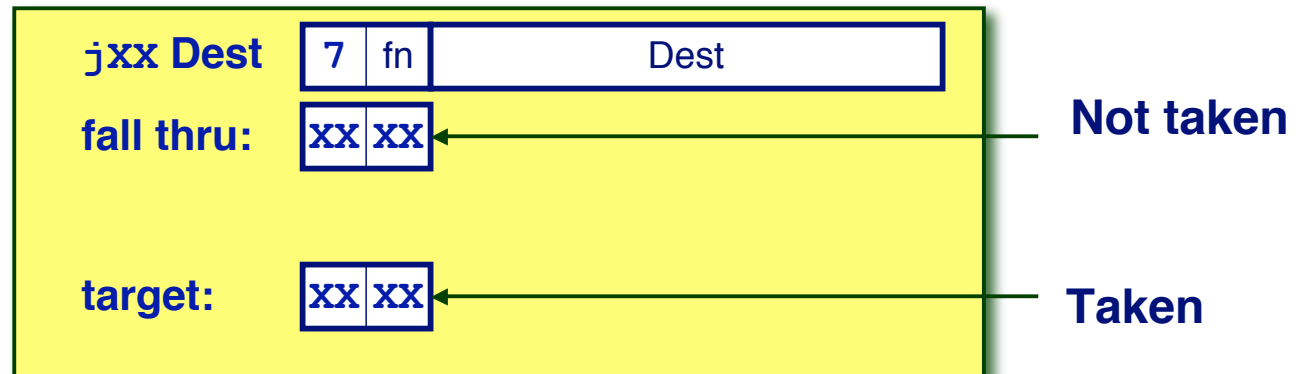 jXX Dest 7 fn Dest
fall thru: XX XX Not taken
target: XX XX Taken